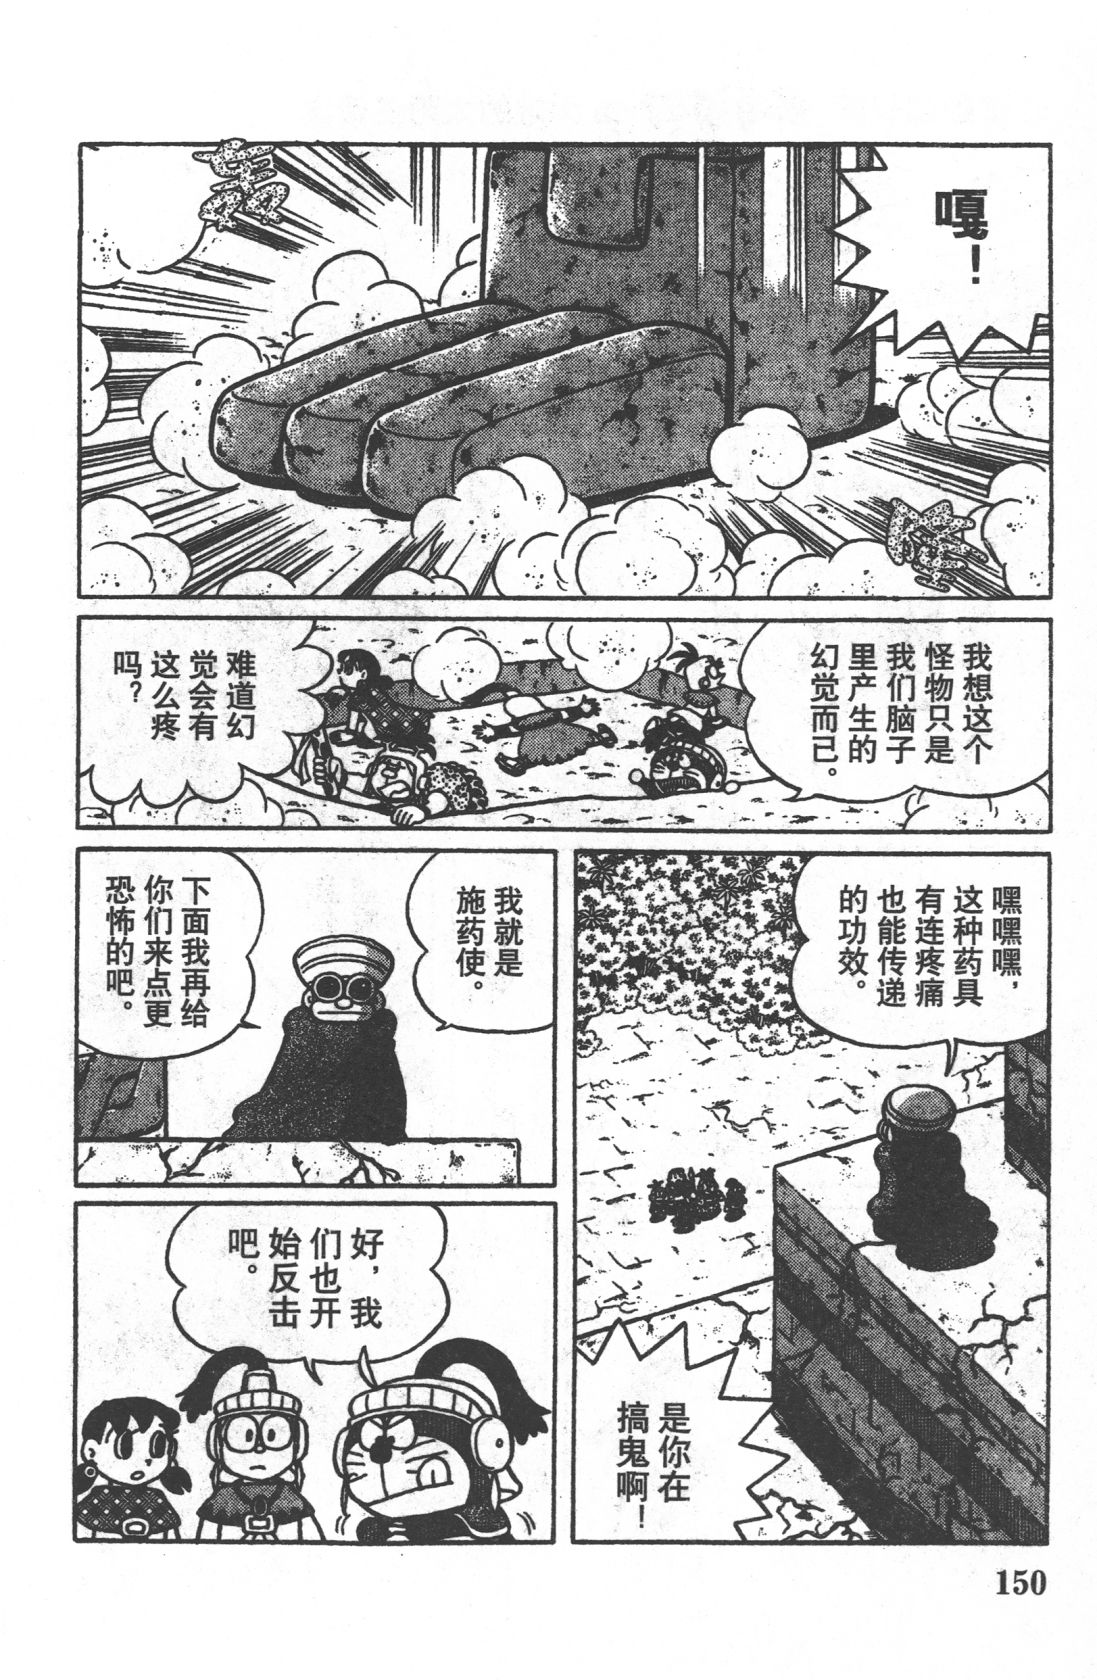 嘎！
轰
隆
我想这个
怪物只是
我们脑子
里产生的
幻觉而已。
难道幻
觉会有
这么疼
吗？
嘿嘿嘿，
这种药具
有连疼痛
也能传递
的功效。
是你在
搞鬼啊！
我就是
施药使。
下面我再给
你们来点更
恐怖的吧。
好，我
们也开
始反击
吧。
150